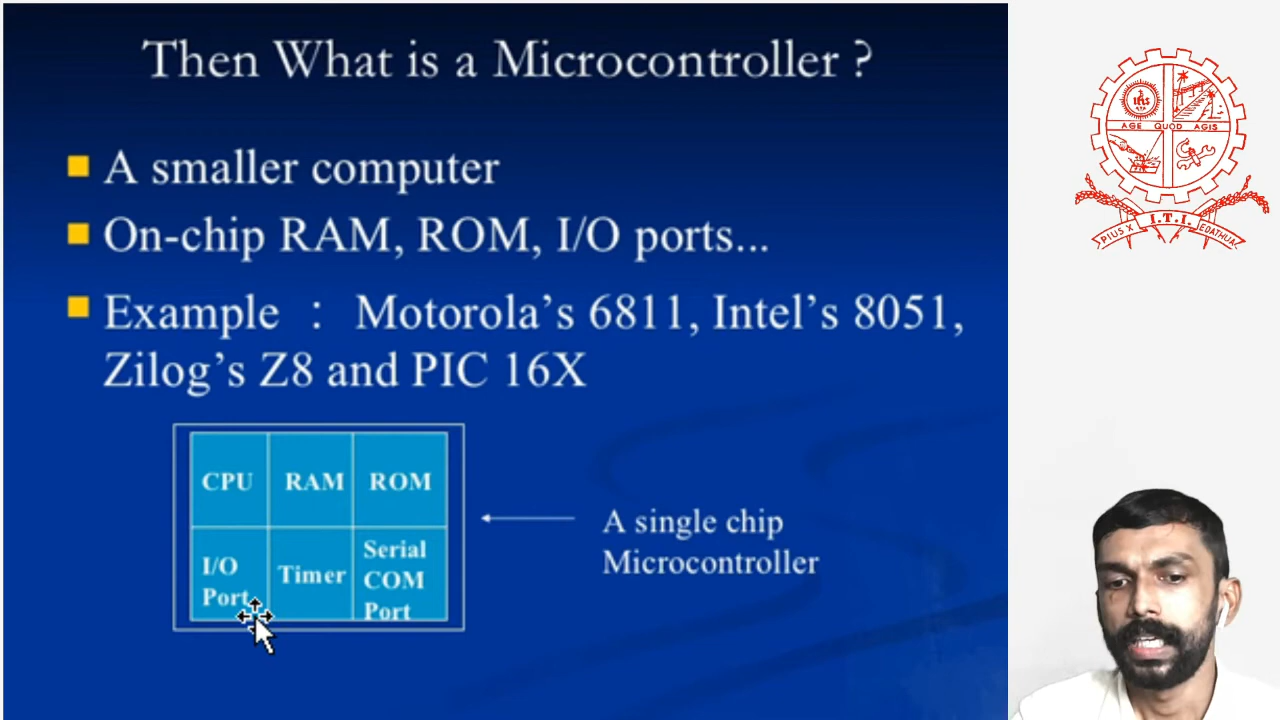 Then What is a Microcontroller ?
A smaller computer
On-chip RAM, ROM, I/O ports...
Example : Motorola's 6811, Intel's 8051,
Zilog's Z8 and PIC 16X
CPU RAM ROM
I/O
Port
Timer
Serial
COM
Port
A single chip
Microcontroller
IHS
AGE QUOD AGIS
I.T.I.
PIUS X
EDATHUA